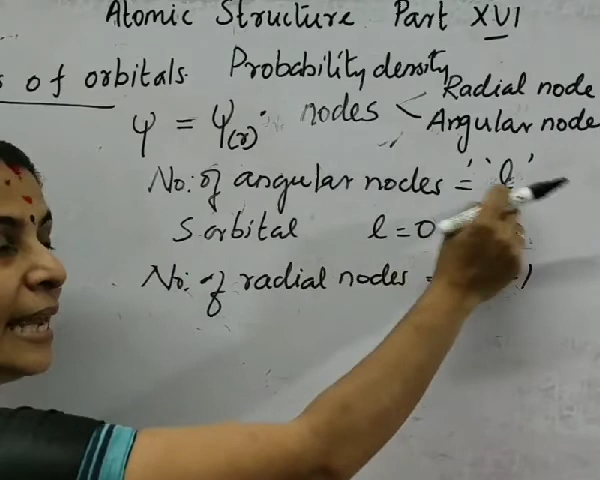 Atomic Structure Part XVI
s of orbitals. Probability density
Radial node
ψ = ψ(r). nodes < Angular node
No: of angular nodes = 'l'
S orbital l = 0
No: of radial nodes =